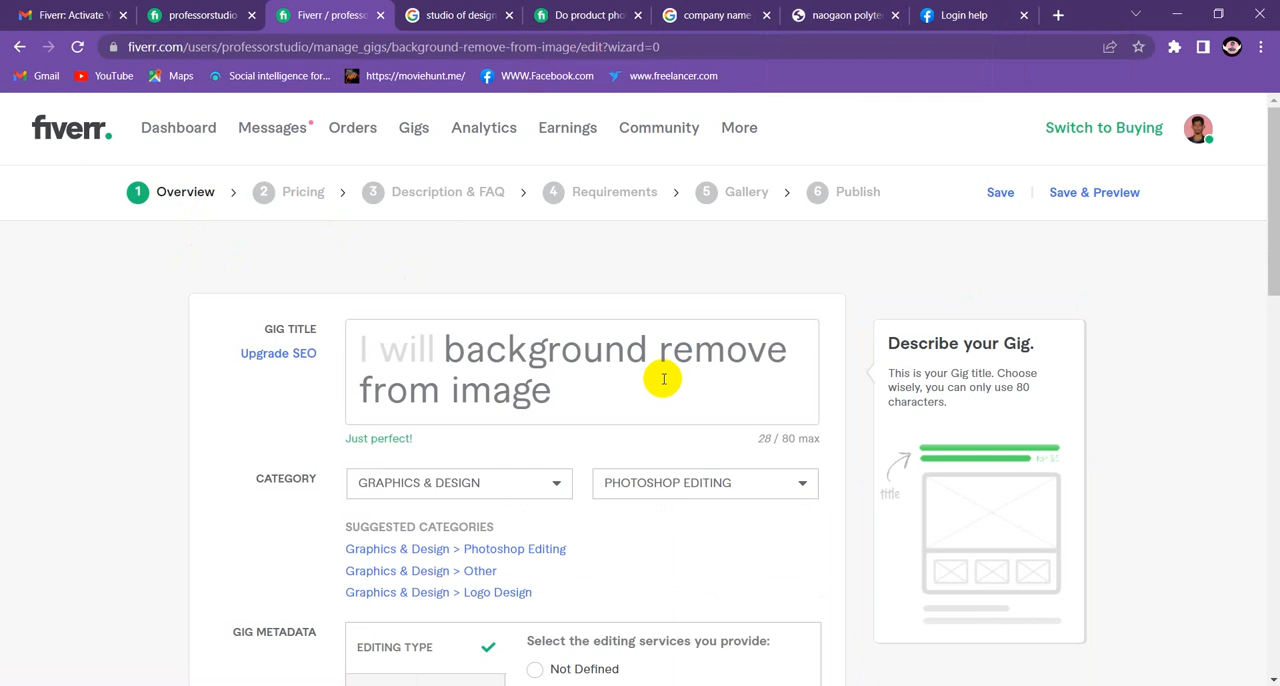 Fiverr: Activate Y
professorstudio
Fiverr / profess
studio of design
Do product pho
company name
naogaon polyte
Login help
fiverr.com/users/professorstudio/manage_gigs/background-remove-from-image/edit?wizard=0
Gmail YouTube Maps Social intelligence for... https://moviehunt.me/ WWW.Facebook.com www.freelancer.com
fiverr. Dashboard Messages Orders Gigs Analytics Earnings Community More Switch to Buying
1 Overview 2 Pricing 3 Description & FAQ 4 Requirements 5 Gallery 6 Publish Save Save & Preview
GIG TITLE
Upgrade SEO
I will background remove
from image
Just perfect! 28 / 80 max
CATEGORY GRAPHICS & DESIGN PHOTOSHOP EDITING
SUGGESTED CATEGORIES
Graphics & Design > Photoshop Editing
Graphics & Design > Other
Graphics & Design > Logo Design
GIG METADATA
EDITING TYPE Select the editing services you provide:
Not Defined
Describe your Gig.
This is your Gig title. Choose
wisely, you can only use 80
characters.
title